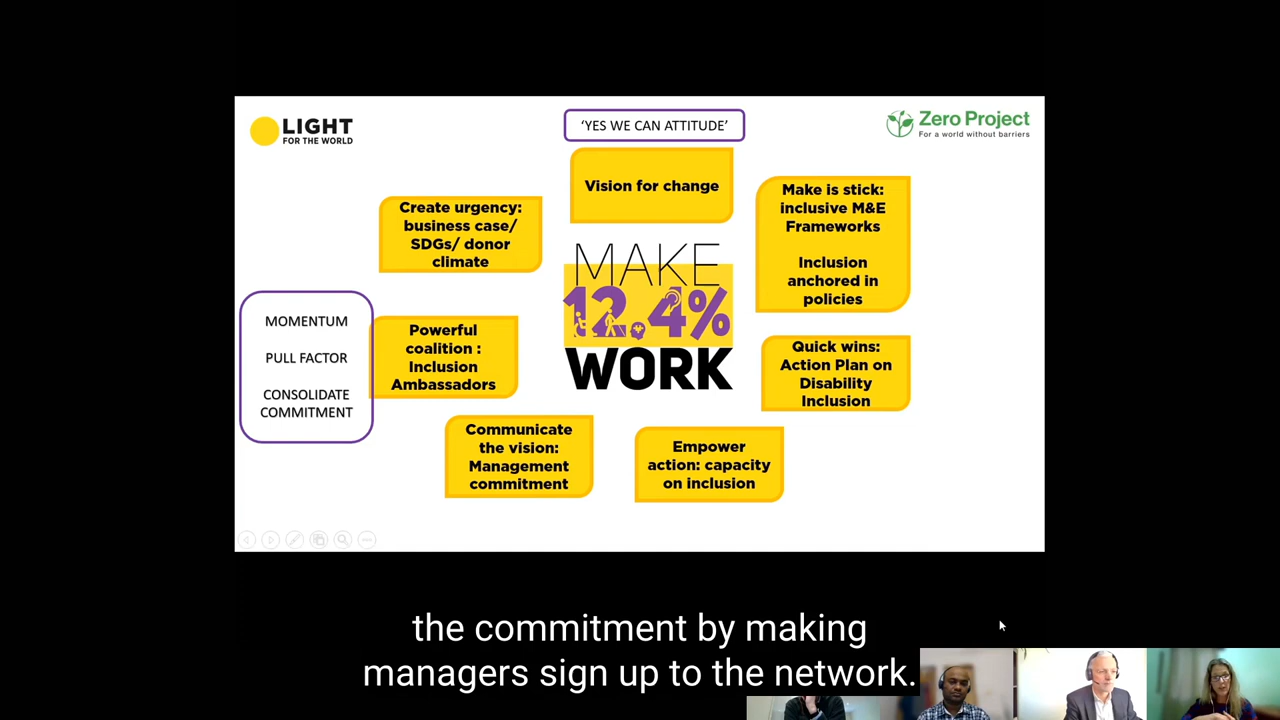 LIGHT
FOR THE WORLD
‘YES WE CAN ATTITUDE’
Zero Project
For a world without barriers
Vision for change
Create urgency:
business case/
SDGs/ donor
climate
Make is stick:
inclusive M&E
Frameworks
Inclusion
anchored in
policies
MAKE
12.4%
WORK
MOMENTUM
PULL FACTOR
CONSOLIDATE
COMMITMENT
Powerful
coalition :
Inclusion
Ambassadors
Quick wins:
Action Plan on
Disability
Inclusion
Communicate
the vision:
Management
commitment
Empower
action: capacity
on inclusion
the commitment by making
managers sign up to the network.